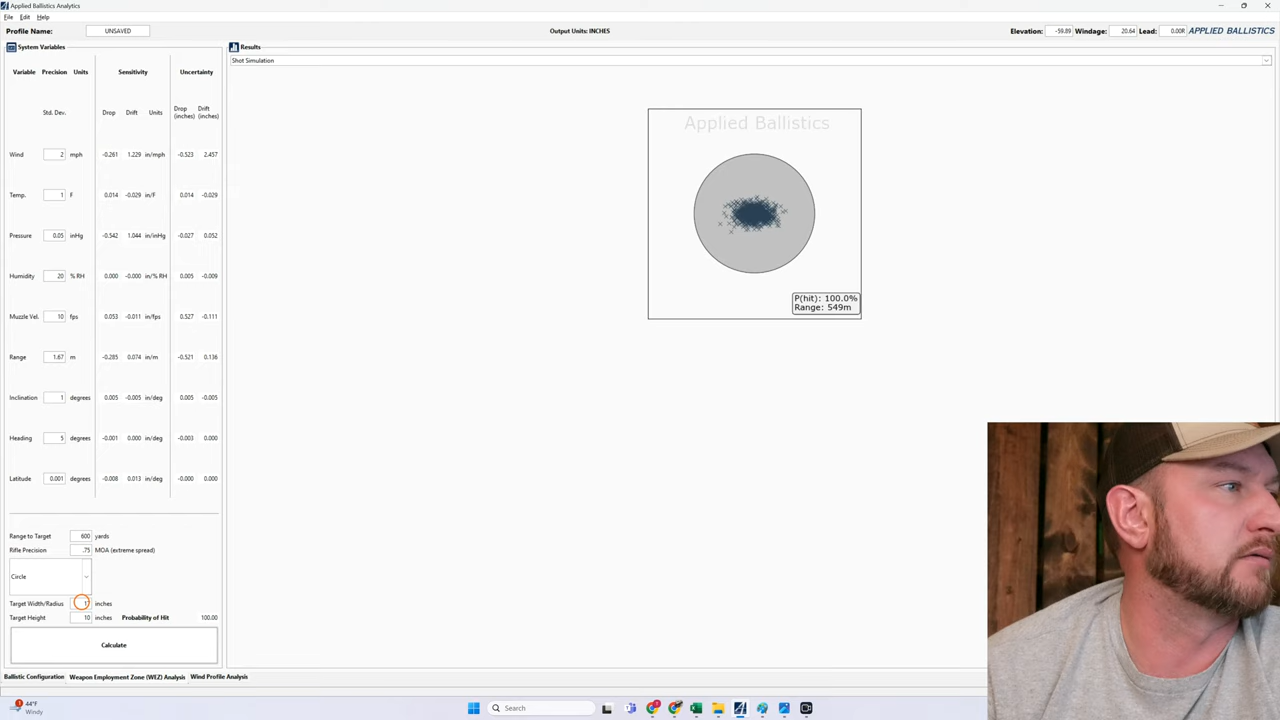 Applied Ballistics Analytics
File Edit Help
Profile Name: UNSAVED Output Units: INCHES Elevation: -59.89 Windage: 20.64 Lead: 0.00R APPLIED BALLISTICS
System Variables Results
Shot Simulation
Variable Precision Units Sensitivity Uncertainty
Std. Dev. Drop Drift Units Drop (inches) Drift (inches)
Wind 2 mph -0.261 1.229 in/mph -0.523 2.457
Temp. 1 F 0.014 -0.029 in/F 0.014 -0.029
Pressure 0.05 inHg -0.542 1.044 in/inHg -0.027 0.052
Humidity 20 % RH 0.000 -0.000 in/% RH 0.005 -0.009
Muzzle Vel. 10 fps 0.053 -0.011 in/fps 0.527 -0.111
Range 1.67 m -0.285 0.074 in/m -0.521 0.136
Inclination 1 degrees 0.005 -0.005 in/deg 0.005 -0.005
Heading 5 degrees -0.001 0.000 in/deg -0.003 0.000
Latitude 0.001 degrees -0.008 0.013 in/deg -0.000 0.000
Applied Ballistics
P(hit): 100.0%
Range: 549m
Range to Target 600 yards
Rifle Precision .75 MOA (extreme spread)
Circle
Target Width/Radius inches
Target Height 10 inches Probability of Hit 100.00
Calculate
Ballistic Configuration Weapon Employment Zone (WEZ) Analysis Wind Profile Analysis
44°F
Windy
Search